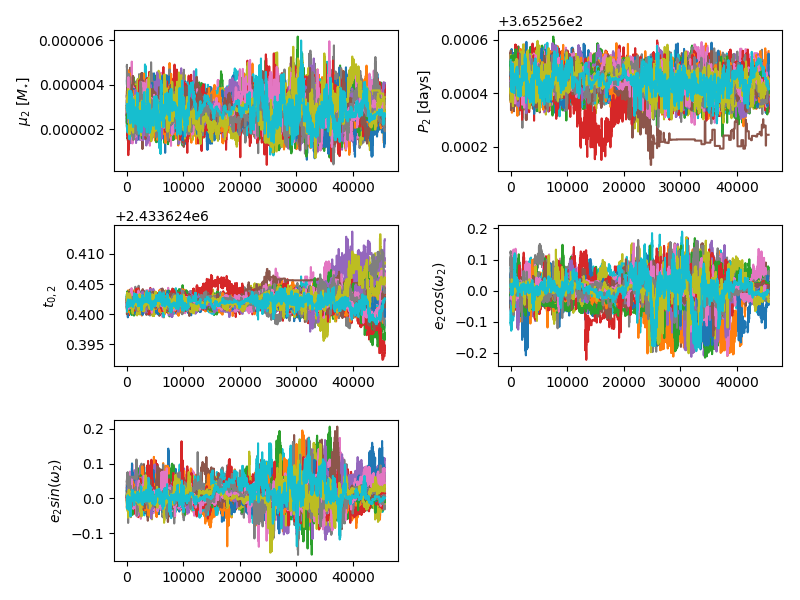 +3.65256e2
0.000006
0.000004
0.000002
μ₂ [M⋆]
0 10000 20000 30000 40000
0.0006
0.0004
0.0002
P₂ [days]
0 10000 20000 30000 40000
+2.433624e6
0.410
0.405
0.400
0.395
t₀,₂
0 10000 20000 30000 40000
0.2
0.1
0.0
−0.1
−0.2
e₂cos(ω₂)
0 10000 20000 30000 40000
0.2
0.1
0.0
−0.1
e₂sin(ω₂)
0 10000 20000 30000 40000